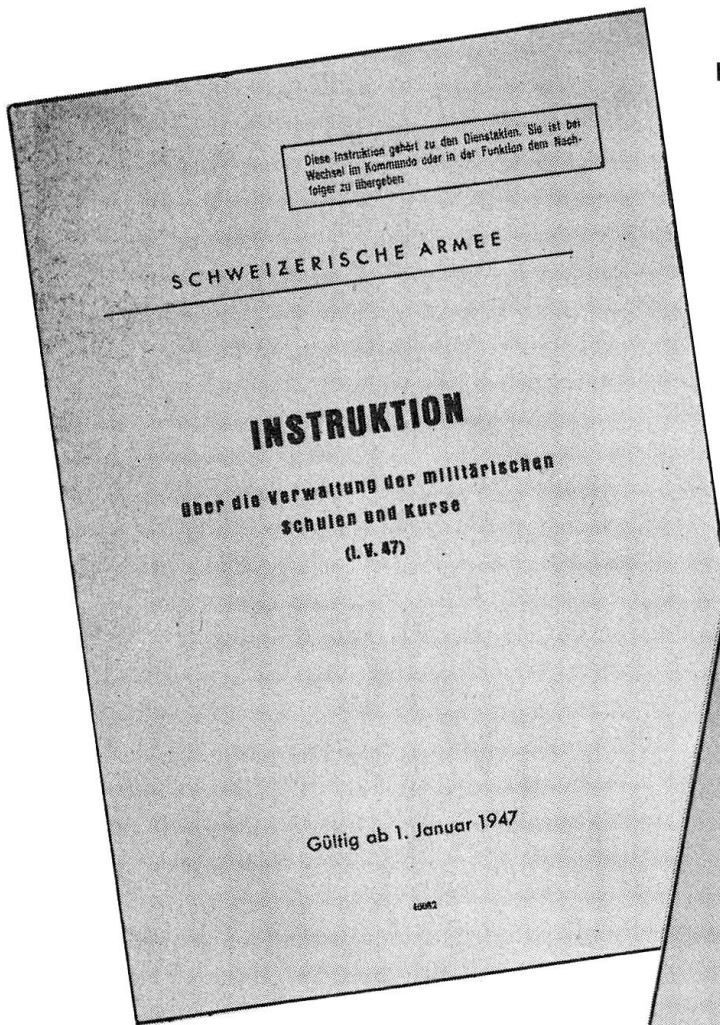 Diese Instruktion gehört zu den Dienstakten. Sie ist bei
Wechsel im Kommando oder in der Funktion dem Nach-
folger zu übergeben
SCHWEIZERISCHE ARMEE
INSTRUKTION
über die Verwaltung der militärischen
Schulen und Kurse
(I. V. 47)
Gültig ab 1. Januar 1947